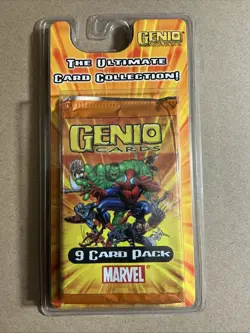 GENIO
THE ULTIMATE
CARD COLLECTION!
GENIO
CARDS
9 CARD PACK
MARVEL